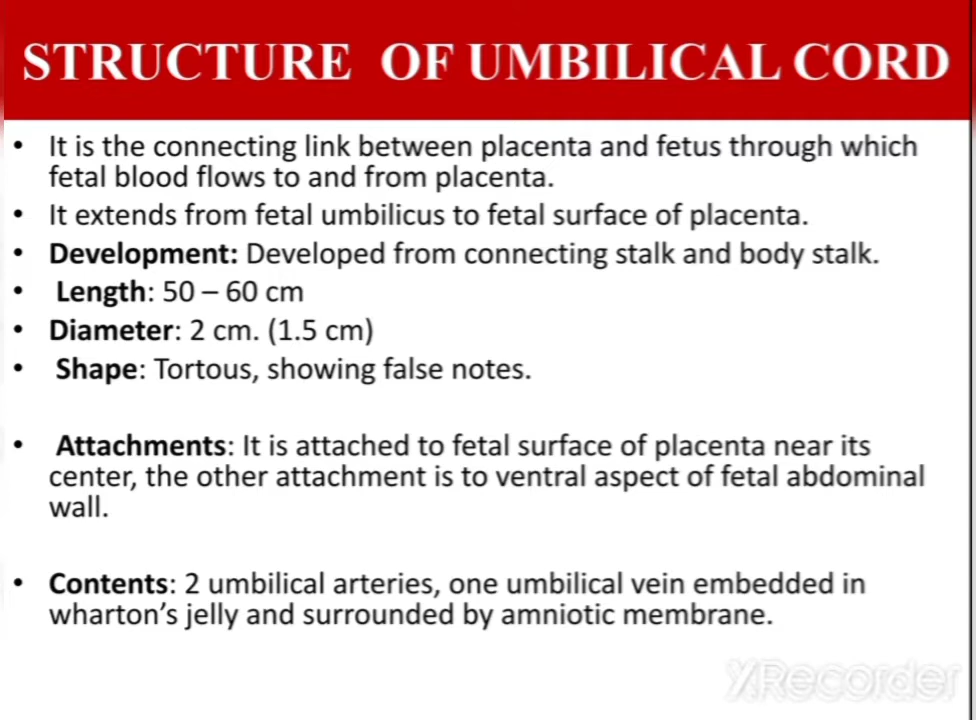 STRUCTURE OF UMBILICAL CORD
• It is the connecting link between placenta and fetus through which
fetal blood flows to and from placenta.
• It extends from fetal umbilicus to fetal surface of placenta.
• Development: Developed from connecting stalk and body stalk.
• Length: 50 – 60 cm
• Diameter: 2 cm. (1.5 cm)
• Shape: Tortous, showing false notes.
• Attachments: It is attached to fetal surface of placenta near its
center, the other attachment is to ventral aspect of fetal abdominal
wall.
• Contents: 2 umbilical arteries, one umbilical vein embedded in
wharton's jelly and surrounded by amniotic membrane.
XRecorder